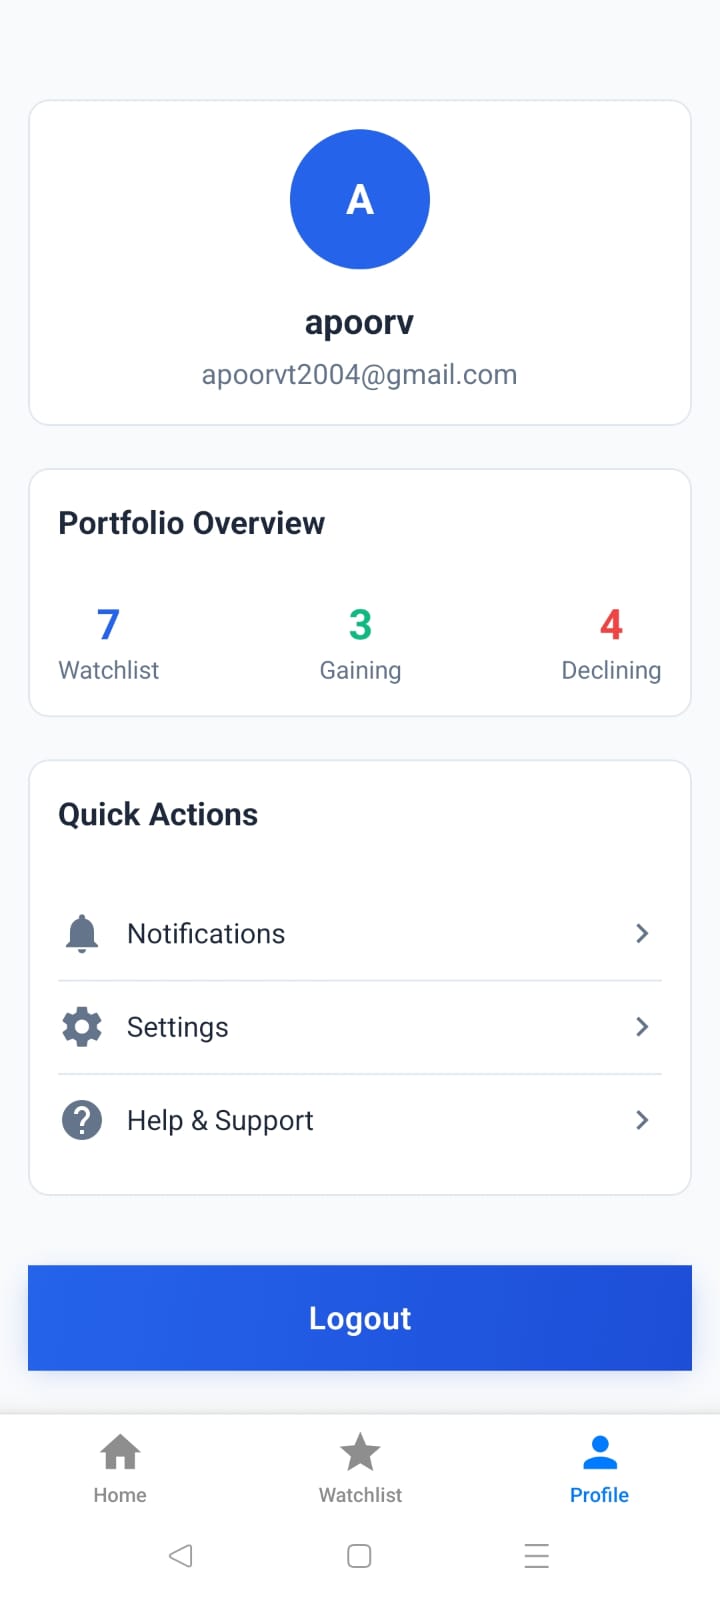 A
apoorv
apoorvt2004@gmail.com
Portfolio Overview
7 3 4
Watchlist Gaining Declining
Quick Actions
Notifications
Settings
Help & Support
Logout
Home Watchlist Profile